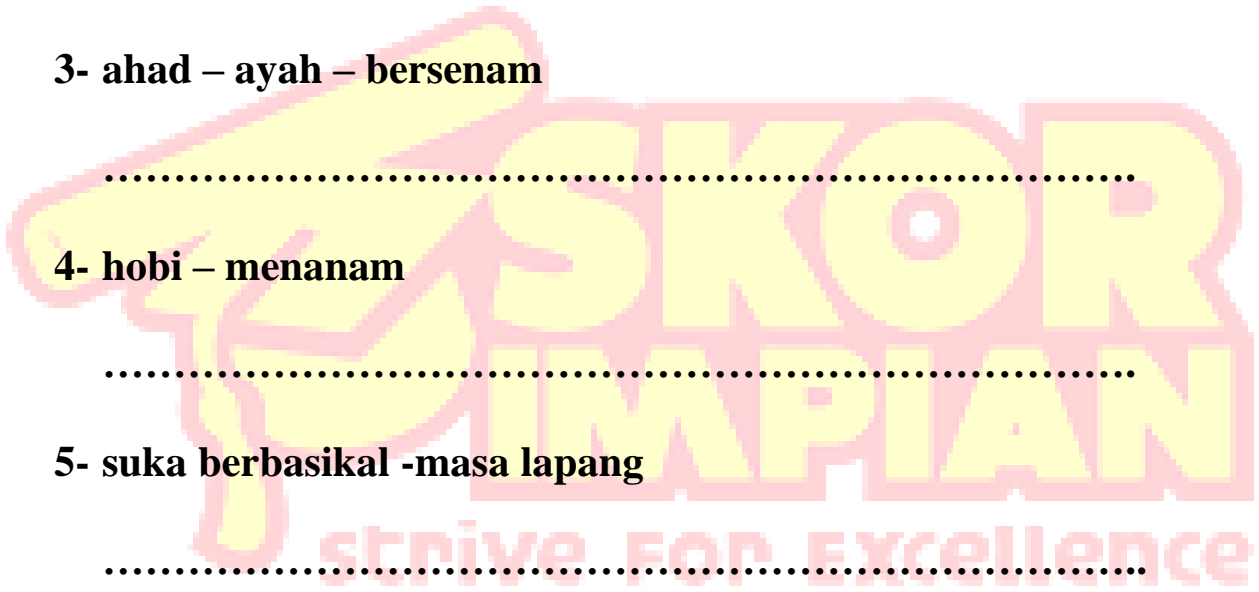 3- ahad – ayah – bersenam
……………………………………………………………………..
4- hobi – menanam
……………………………………………………………………..
5- suka berbasikal -masa lapang
……………………………………………………………………..
SKOR
IMPIAN
strive for excellence